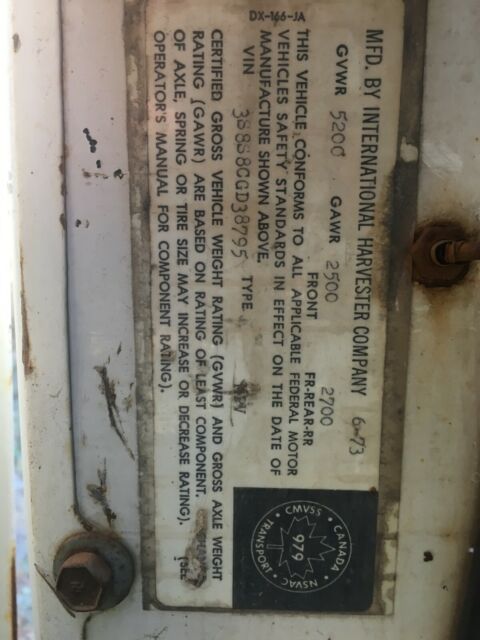 DX-166-JA
MFD. BY INTERNATIONAL HARVESTER COMPANY 6-73
GVWR 5200 GAWR 2500 2700
FRONT FR-REAR-RR
THIS VEHICLE CONFORMS TO ALL APPLICABLE FEDERAL MOTOR
VEHICLES SAFETY STANDARDS IN EFFECT ON THE DATE OF
MANUFACTURE SHOWN ABOVE.
VIN 3S8S8CGD38795 TYPE
CERTIFIED GROSS VEHICLE WEIGHT RATING (GVWR) AND GROSS AXLE WEIGHT
RATING (GAWR) ARE BASED ON RATING OF LEAST COMPONENT.
OF AXLE, SPRING OR TIRE SIZE MAY INCREASE OR DECREASE RATING).
OPERATOR'S MANUAL FOR COMPONENT RATING).
CANADA
CMVSS
979
NSVAC
TRANSPORT